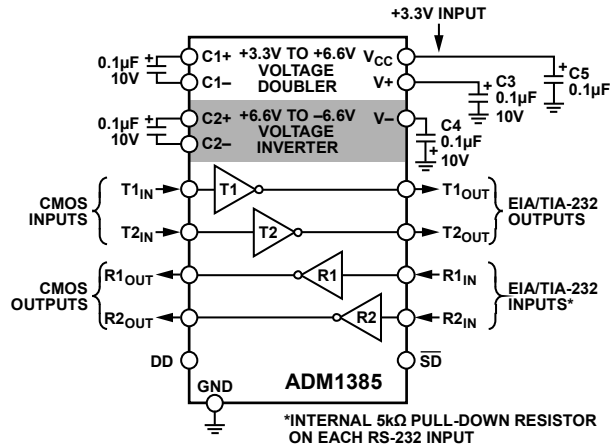 +3.3V INPUT
0.1µF
10V
+
C1+
C1–
+3.3V TO +6.6V
VOLTAGE
DOUBLER
VCC
V+
+
C3
0.1µF
10V
+
C5
0.1µF
0.1µF
10V
+
C2+
C2–
+6.6V TO –6.6V
VOLTAGE
INVERTER
V–
C4
0.1µF
+
10V
CMOS
INPUTS
T1IN
T1
T1OUT
T2IN
T2
T2OUT
EIA/TIA-232
OUTPUTS
CMOS
OUTPUTS
R1OUT
R1
R1IN
R2OUT
R2
R2IN
EIA/TIA-232
INPUTS*
DD
SD
GND
ADM1385
*INTERNAL 5kΩ PULL-DOWN RESISTOR
ON EACH RS-232 INPUT